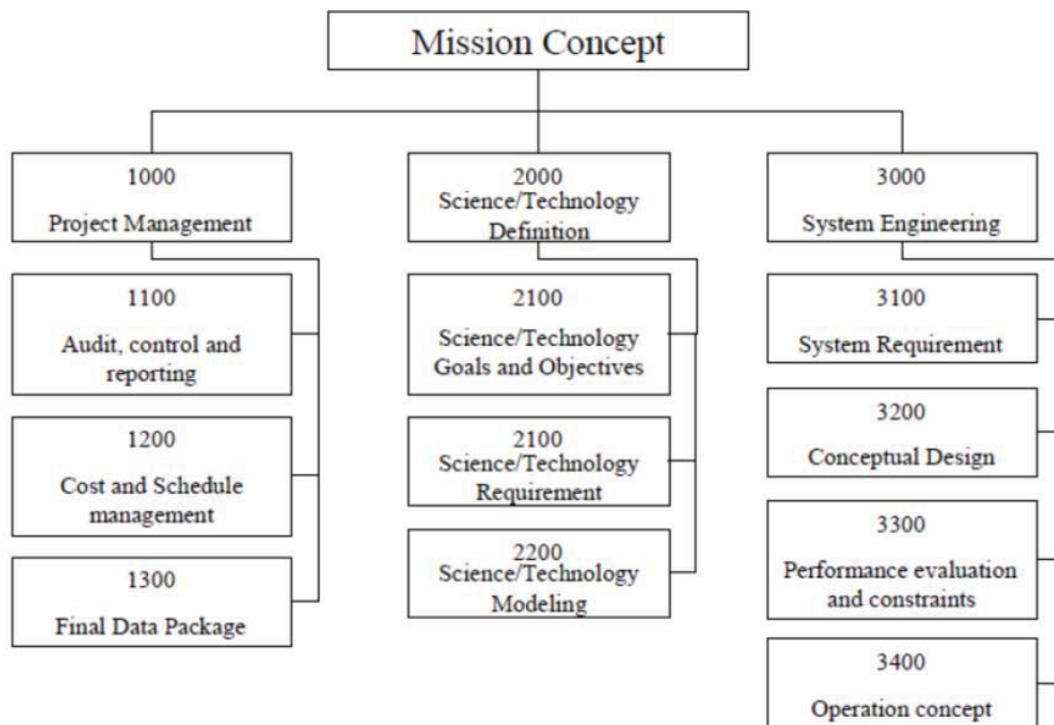 Mission Concept
1000
Project Management
1100
Audit, control and
reporting
1200
Cost and Schedule
management
1300
Final Data Package
2000
Science/Technology
Definition
2100
Science/Technology
Goals and Objectives
2100
Science/Technology
Requirement
2200
Science/Technology
Modeling
3000
System Engineering
3100
System Requirement
3200
Conceptual Design
3300
Performance evaluation
and constraints
3400
Operation concept